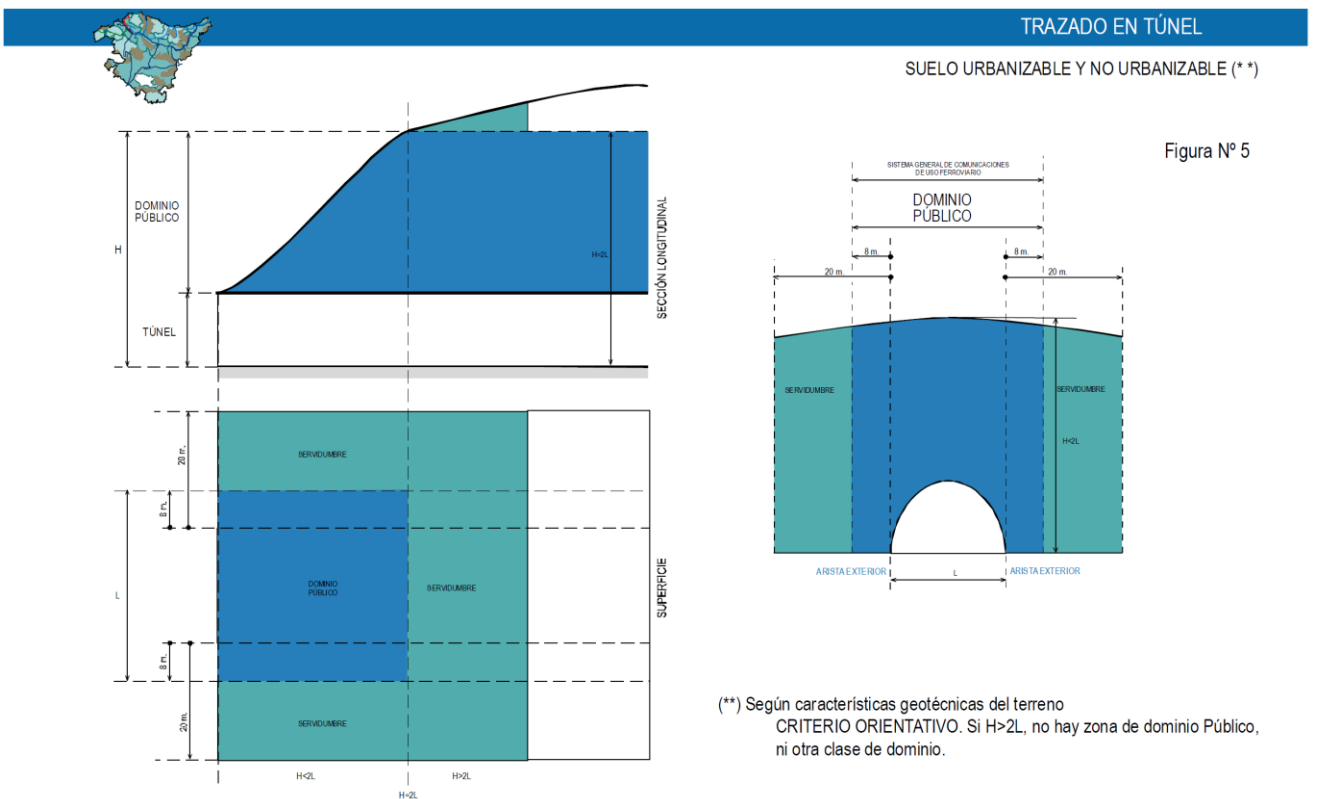 TRAZADO EN TÚNEL
SUELO URBANIZABLE Y NO URBANIZABLE (* *)
Figura Nº 5
DOMINIO
PÚBLICO
H
TÚNEL
H=2L
SECCIÓN LONGITUDINAL
SISTEMA GENERAL DE COMUNICACIONES
DE USO FERROVIARIO
DOMINIO
PÚBLICO
8 m.
8 m.
20 m.
20 m.
SERVIDUMBRE
SERVIDUMBRE
H<2L
ARISTA EXTERIOR
L
ARISTA EXTERIOR
20 m.
SERVIDUMBRE
8 m.
L
DOMINIO
PÚBLICO
SERVIDUMBRE
SUPERFICIE
8 m.
20 m.
SERVIDUMBRE
H<2L
H>2L
H=2L
(**) Según características geotécnicas del terreno
CRITERIO ORIENTATIVO. Si H>2L, no hay zona de dominio Público,
ni otra clase de dominio.